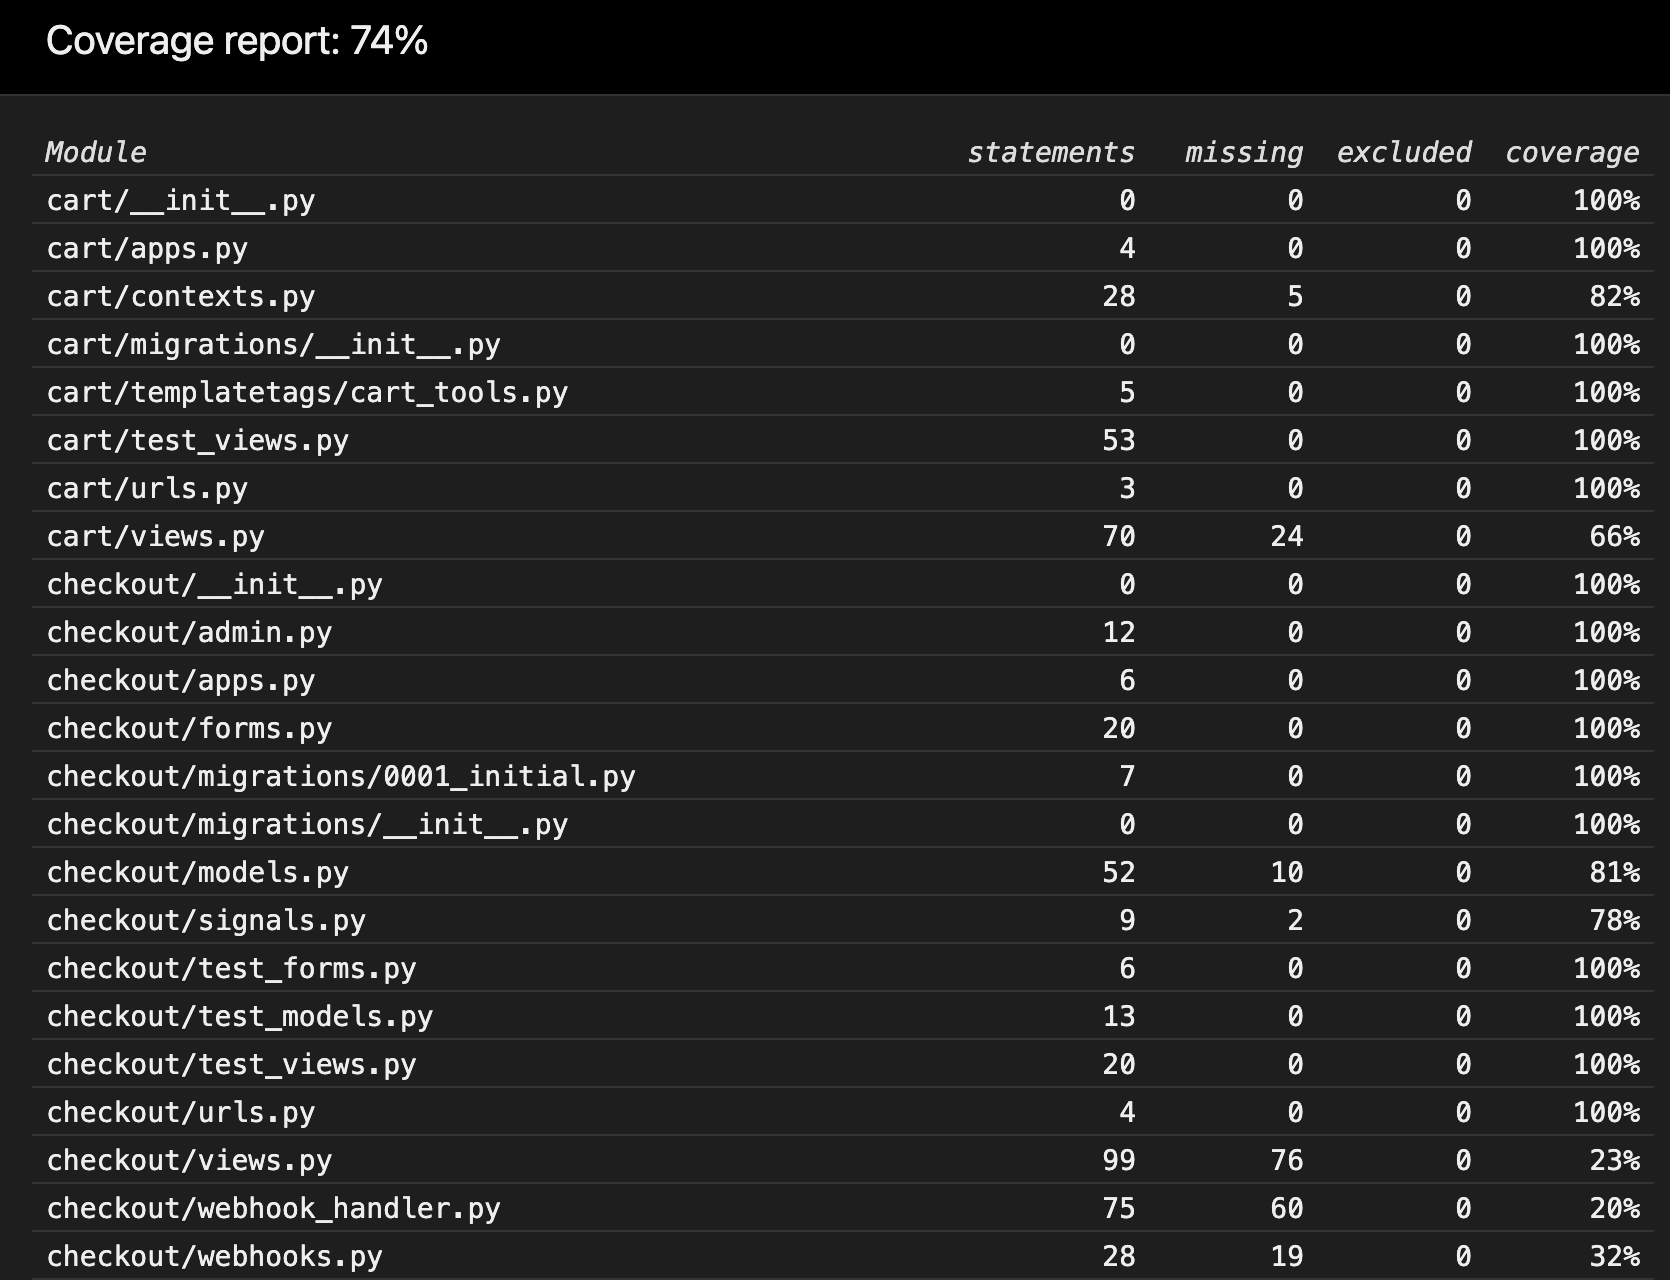 Coverage report: 74%
Module statements missing excluded coverage
cart/__init__.py 0 0 0 100%
cart/apps.py 4 0 0 100%
cart/contexts.py 28 5 0 82%
cart/migrations/__init__.py 0 0 0 100%
cart/templatetags/cart_tools.py 5 0 0 100%
cart/test_views.py 53 0 0 100%
cart/urls.py 3 0 0 100%
cart/views.py 70 24 0 66%
checkout/__init__.py 0 0 0 100%
checkout/admin.py 12 0 0 100%
checkout/apps.py 6 0 0 100%
checkout/forms.py 20 0 0 100%
checkout/migrations/0001_initial.py 7 0 0 100%
checkout/migrations/__init__.py 0 0 0 100%
checkout/models.py 52 10 0 81%
checkout/signals.py 9 2 0 78%
checkout/test_forms.py 6 0 0 100%
checkout/test_models.py 13 0 0 100%
checkout/test_views.py 20 0 0 100%
checkout/urls.py 4 0 0 100%
checkout/views.py 99 76 0 23%
checkout/webhook_handler.py 75 60 0 20%
checkout/webhooks.py 28 19 0 32%